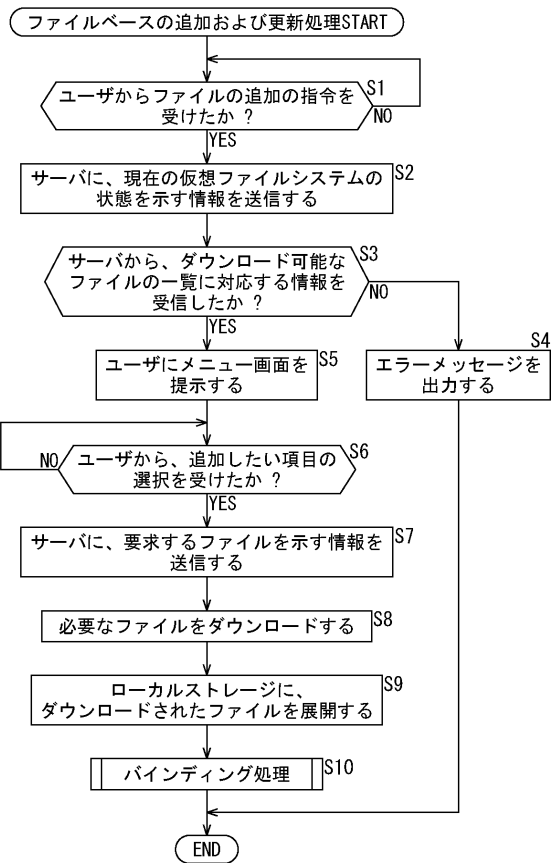 ファイルベースの追加および更新処理START
ユーザからファイルの追加の指令を
受けたか ?
S1
NO
YES
サーバに、現在の仮想ファイルシステムの
状態を示す情報を送信する
S2
サーバから、ダウンロード可能な
ファイルの一覧に対応する情報を
受信したか ?
S3
NO
YES
ユーザにメニュー画面を
提示する
S5
エラーメッセージを
出力する
S4
ユーザから、追加したい項目の
選択を受けたか ?
S6
NO
YES
サーバに、要求するファイルを示す情報を
送信する
S7
必要なファイルをダウンロードする
S8
ローカルストレージに、
ダウンロードされたファイルを展開する
S9
バインディング処理
S10
END